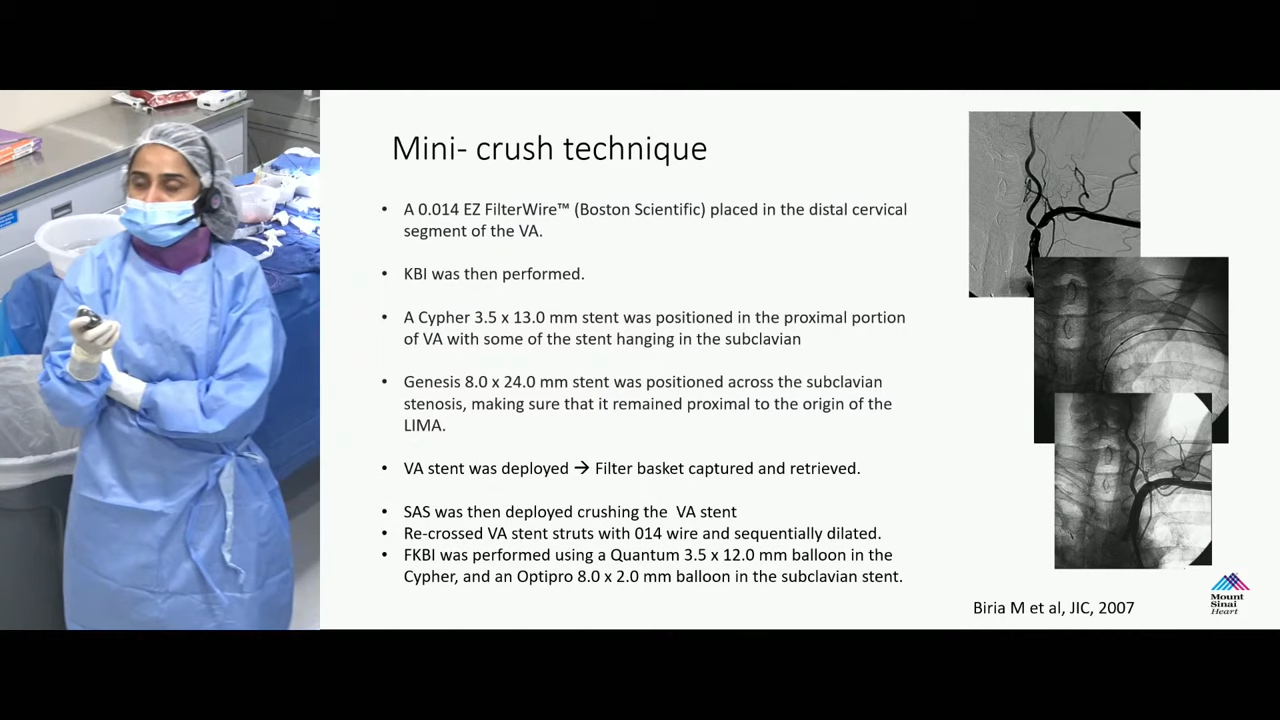 Mini- crush technique
• A 0.014 EZ FilterWire™ (Boston Scientific) placed in the distal cervical
segment of the VA.
• KBI was then performed.
• A Cypher 3.5 x 13.0 mm stent was positioned in the proximal portion
of VA with some of the stent hanging in the subclavian
• Genesis 8.0 x 24.0 mm stent was positioned across the subclavian
stenosis, making sure that it remained proximal to the origin of the
LIMA.
• VA stent was deployed → Filter basket captured and retrieved.
• SAS was then deployed crushing the  VA stent
• Re-crossed VA stent struts with 014 wire and sequentially dilated.
• FKBI was performed using a Quantum 3.5 x 12.0 mm balloon in the
Cypher, and an Optipro 8.0 x 2.0 mm balloon in the subclavian stent.
Biria M et al, JIC, 2007
Mount
Sinai
Heart